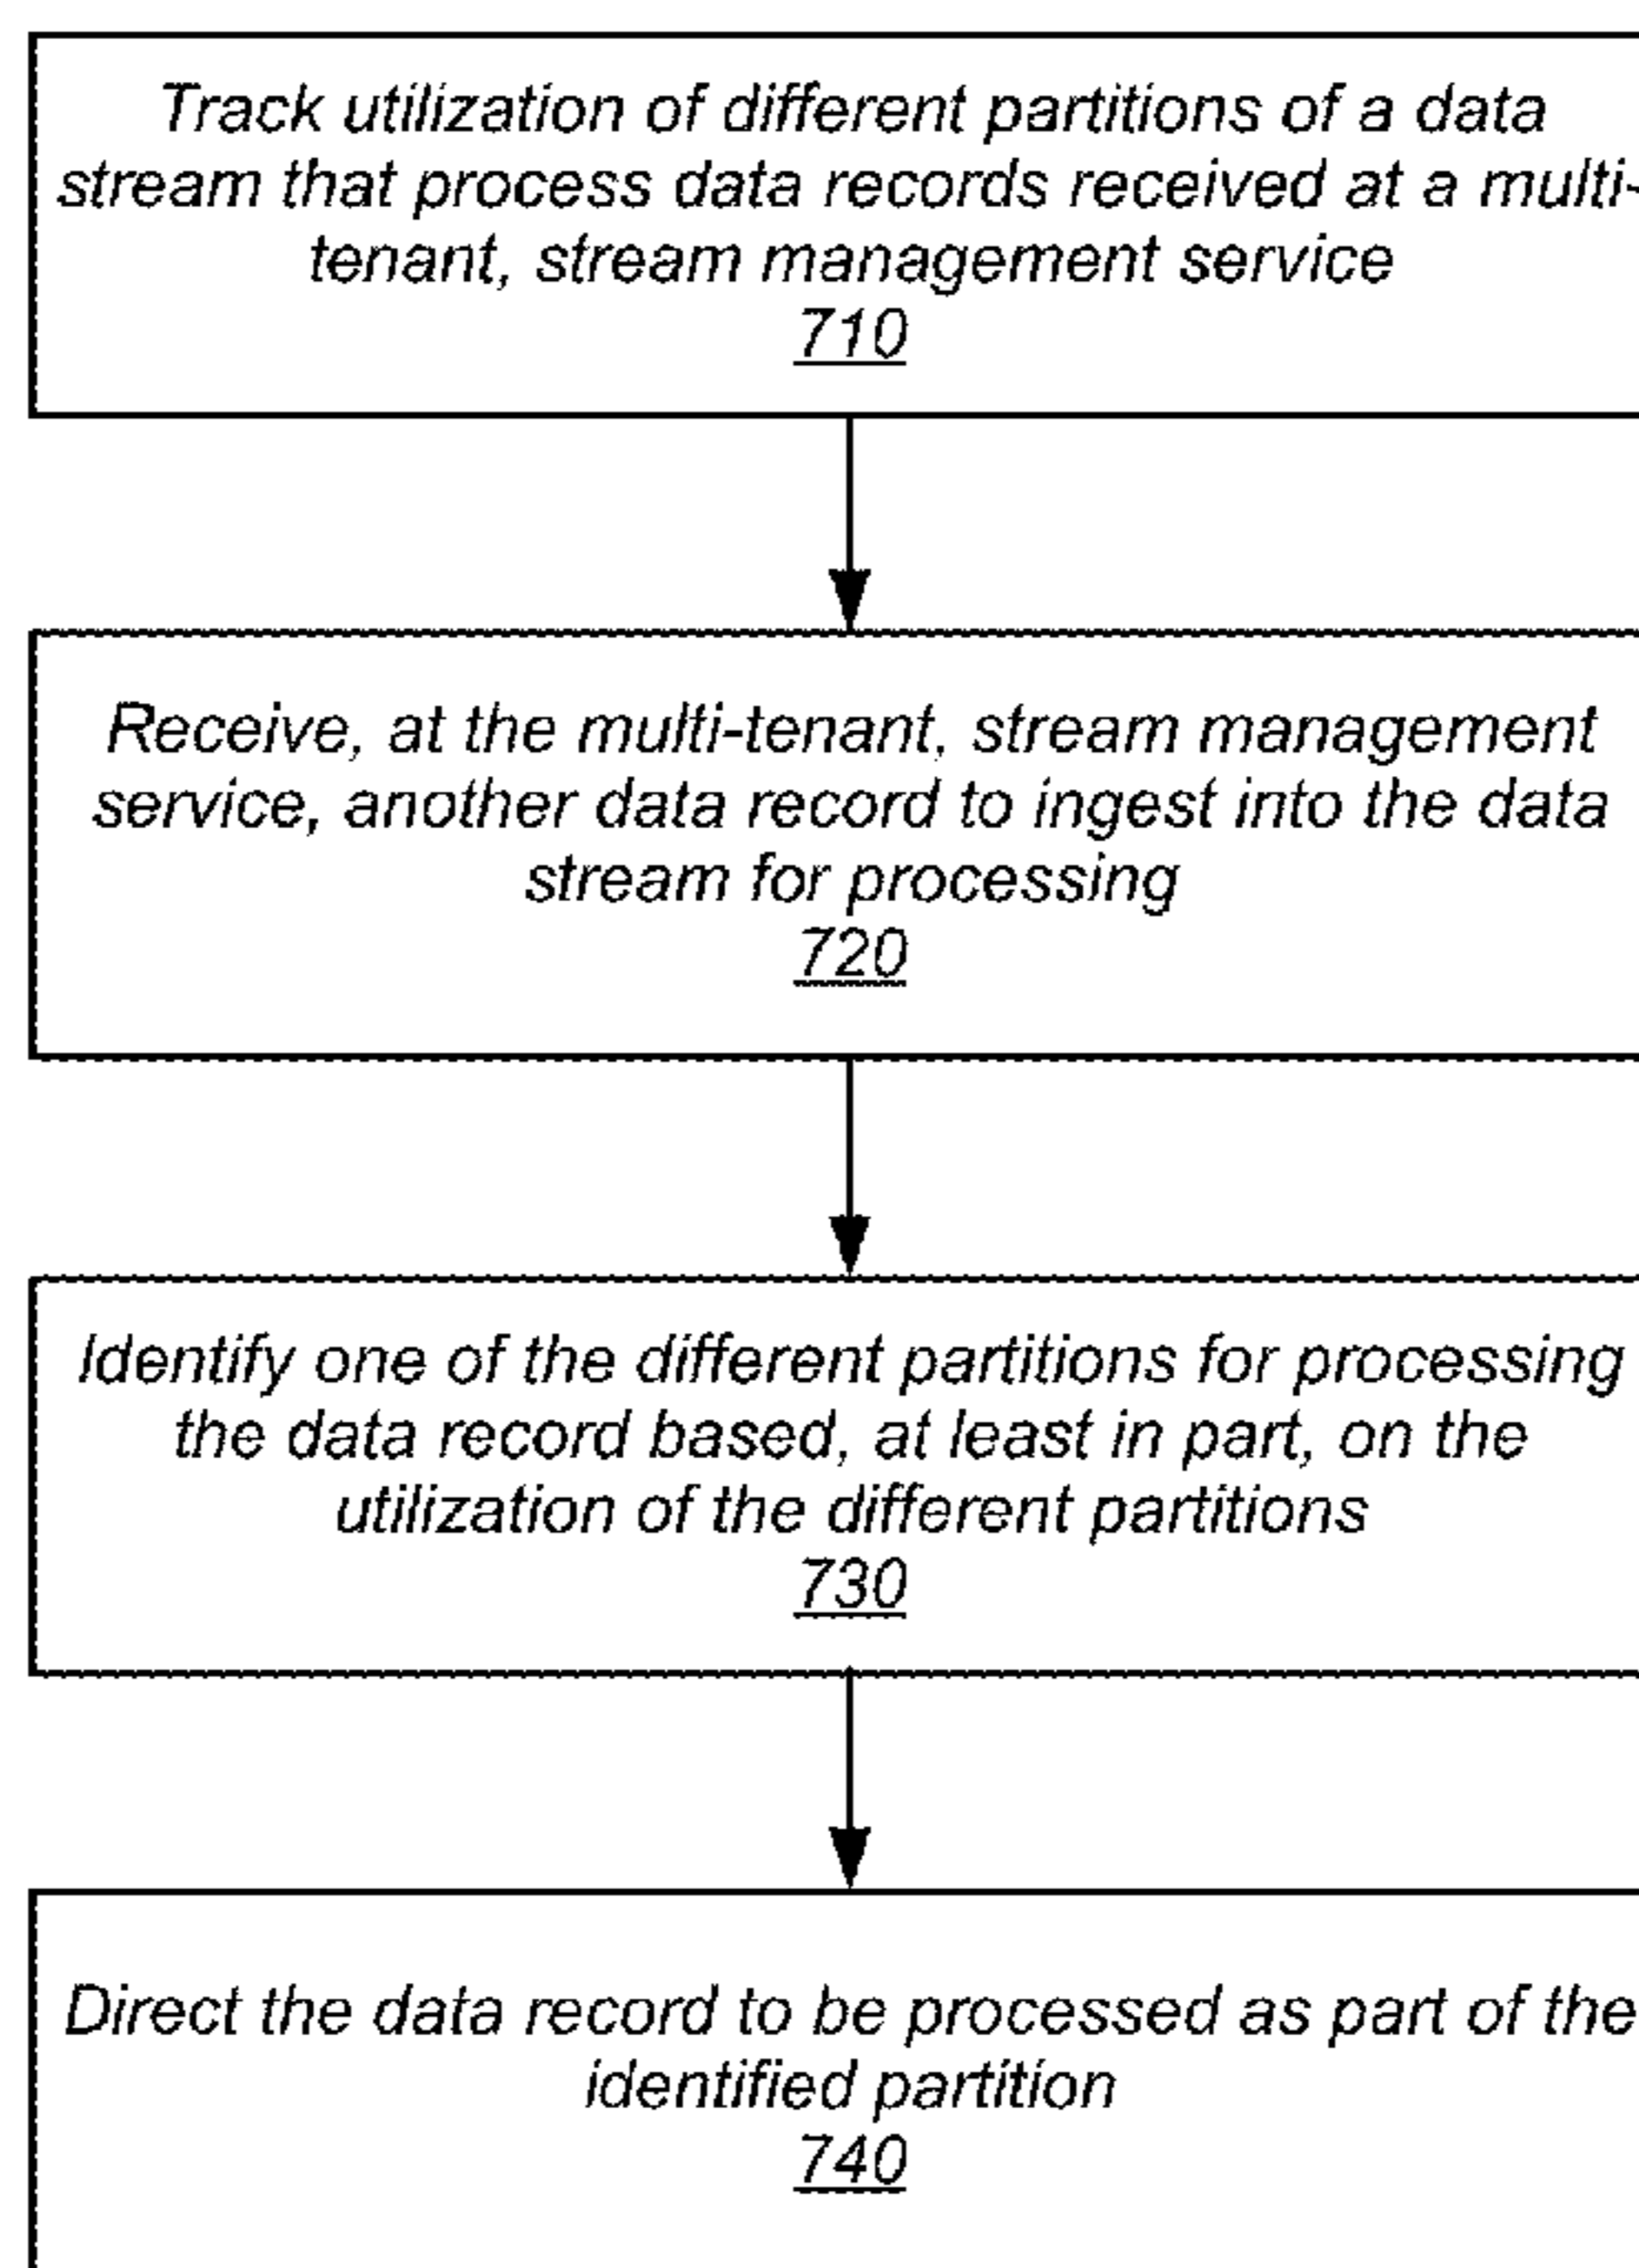 Track utilization of different partitions of a data
stream that process data records received at a multi-
tenant, stream management service
710
Receive, at the multi-tenant, stream management
service, another data record to ingest into the data
stream for processing
720
Identify one of the different partitions for processing
the data record based, at least in part, on the
utilization of the different partitions
730
Direct the data record to be processed as part of the
identified partition
740